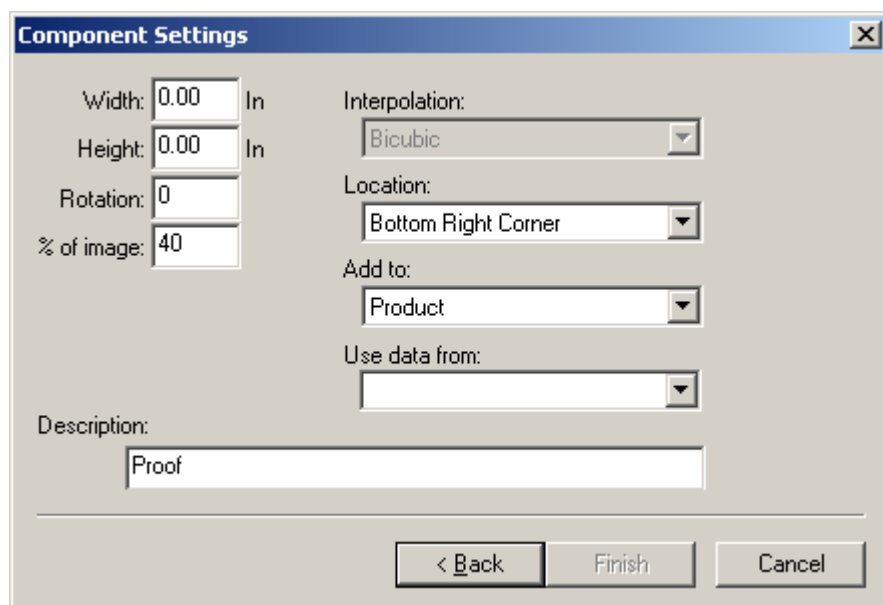 Component Settings
Width: 0.00 In
Height: 0.00 In
Rotation: 0
% of image: 40
Interpolation:
Bicubic
Location:
Bottom Right Corner
Add to:
Product
Use data from:
Description:
Proof
< Back
Finish
Cancel